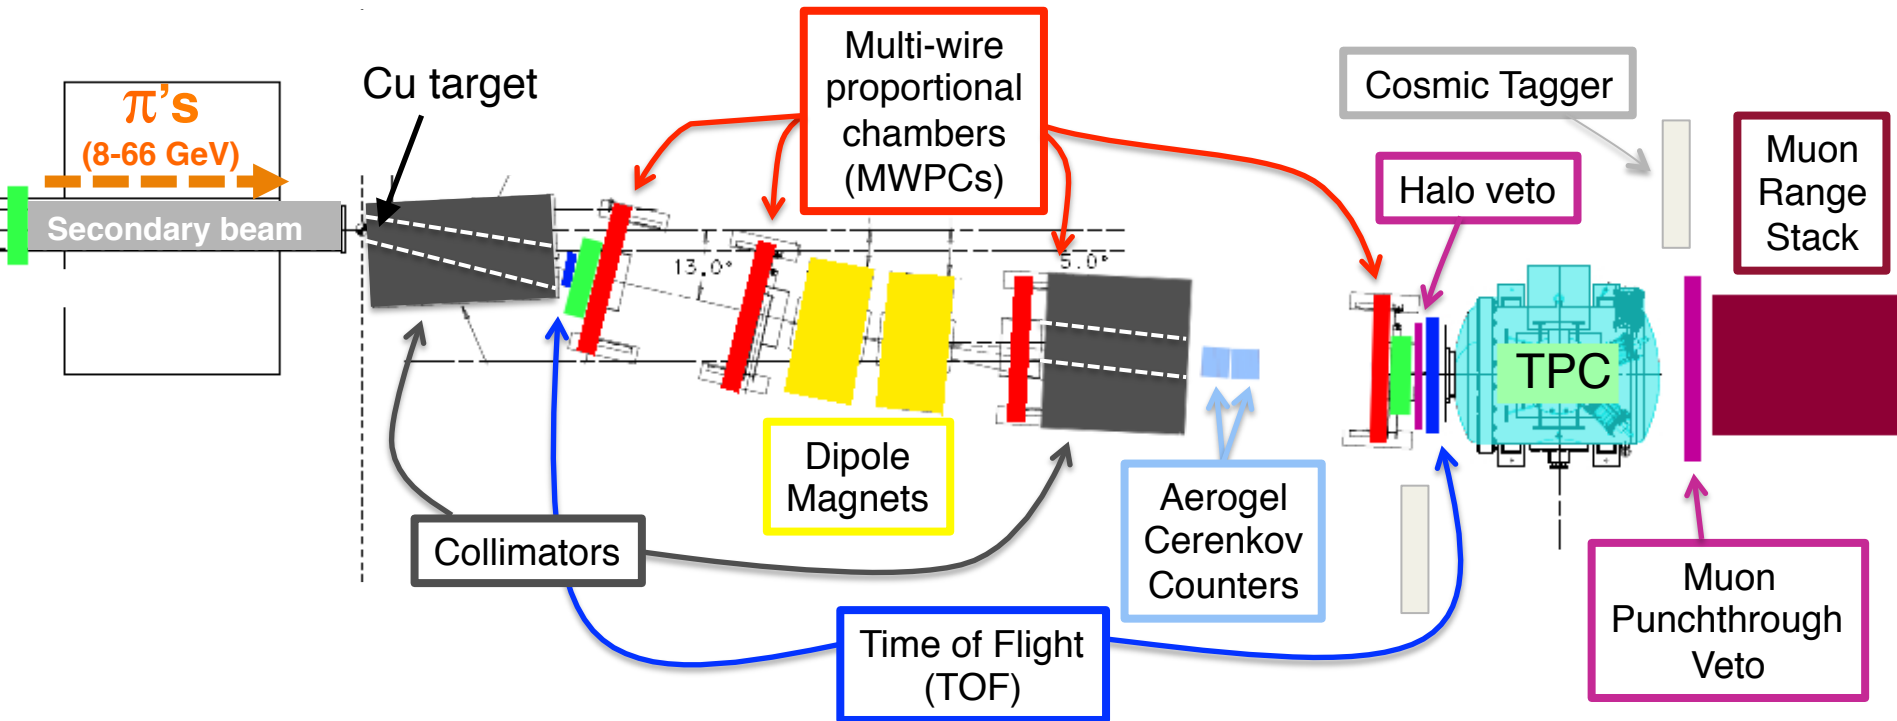 π's
(8-66 GeV)
Secondary beam
Cu target
Multi-wire
proportional
chambers
(MWPCs)
13.0°
5.0°
Cosmic Tagger
Halo veto
Muon
Range
Stack
TPC
Dipole
Magnets
Collimators
Aerogel
Cerenkov
Counters
Time of Flight
(TOF)
Muon
Punchthrough
Veto